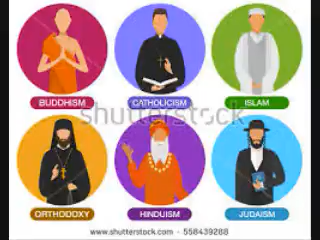 BUDDHISM
CATHOLICISM
ISLAM
shutterstock
ORTHODOXY
HINDUISM
JUDAISM
www.shutterstock.com · 558439288